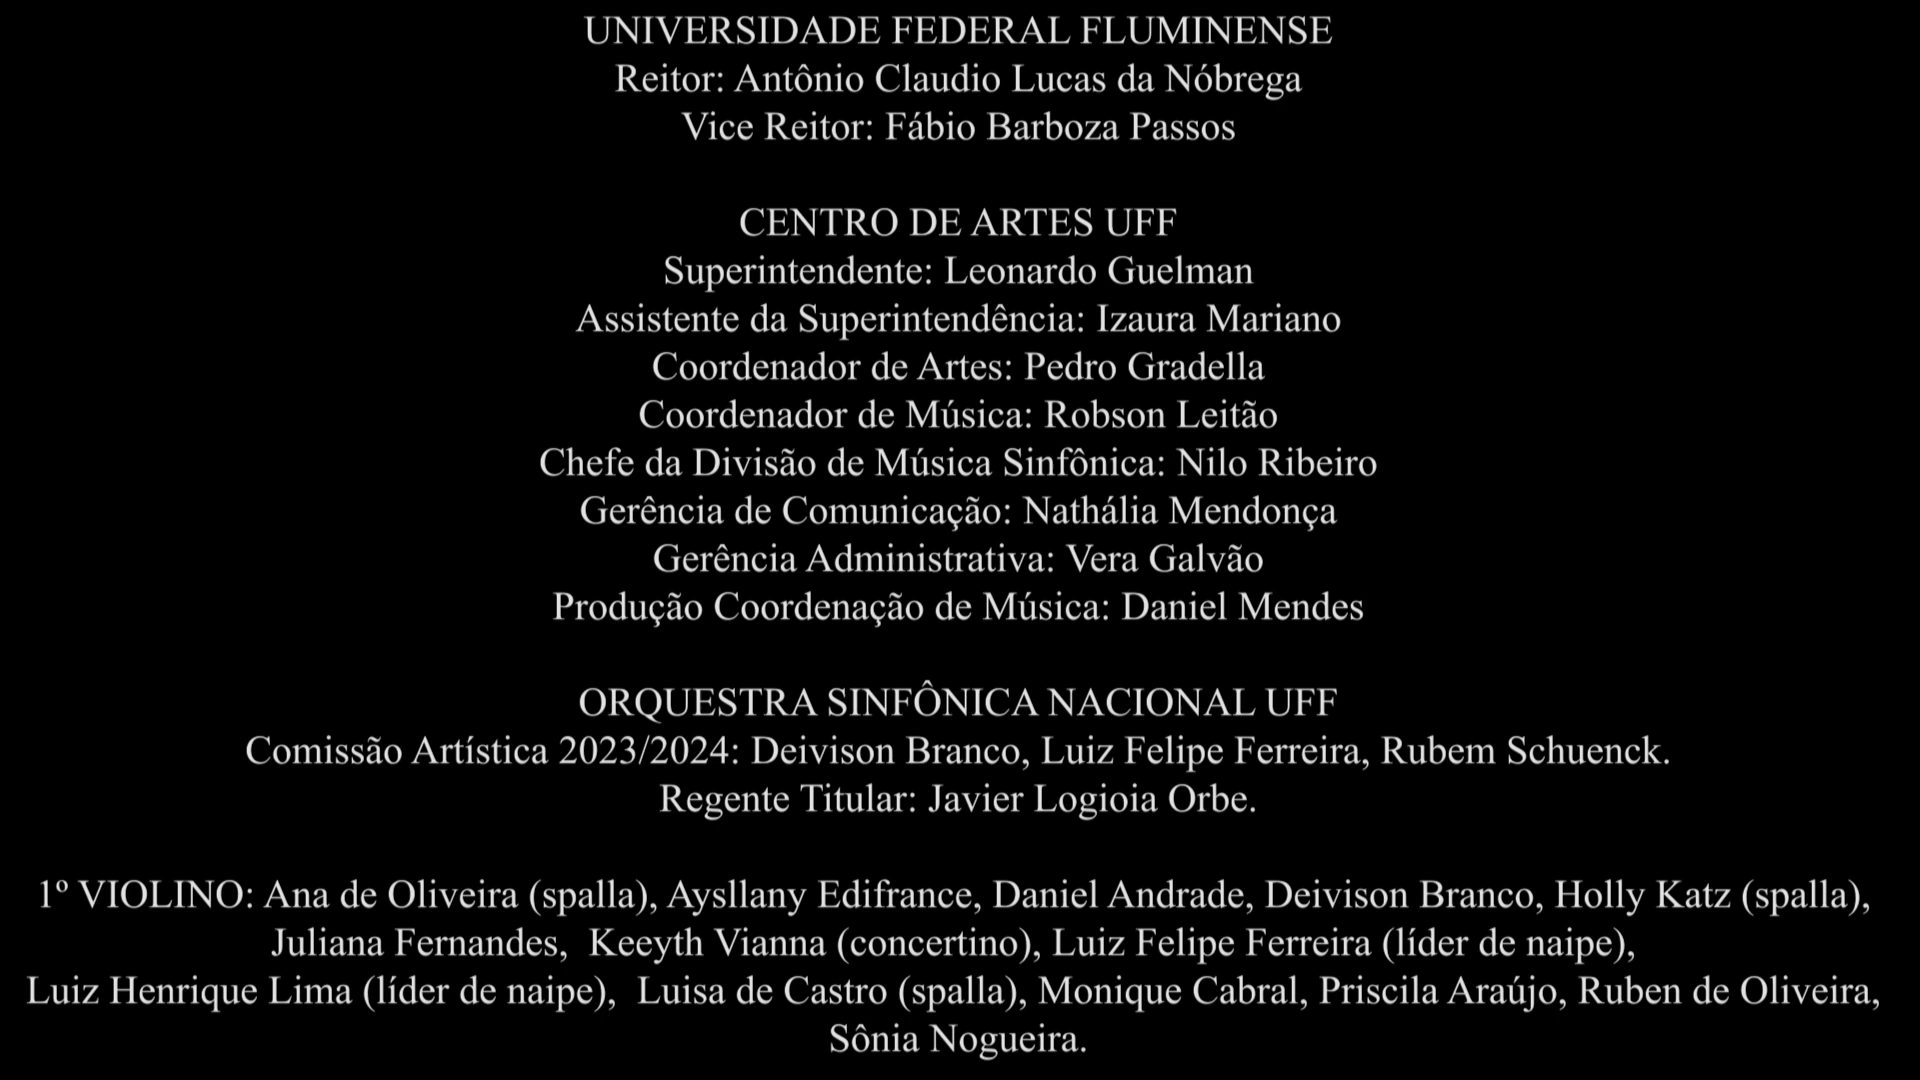 UNIVERSIDADE FEDERAL FLUMINENSE
Reitor: Antônio Claudio Lucas da Nóbrega
Vice Reitor: Fábio Barboza Passos
CENTRO DE ARTES UFF
Superintendente: Leonardo Guelman
Assistente da Superintendência: Izaura Mariano
Coordenador de Artes: Pedro Gradella
Coordenador de Música: Robson Leitão
Chefe da Divisão de Música Sinfônica: Nilo Ribeiro
Gerência de Comunicação: Nathália Mendonça
Gerência Administrativa: Vera Galvão
Produção Coordenação de Música: Daniel Mendes
ORQUESTRA SINFÔNICA NACIONAL UFF
Comissão Artística 2023/2024: Deivison Branco, Luiz Felipe Ferreira, Rubem Schuenck.
Regente Titular: Javier Logioia Orbe.
1º VIOLINO: Ana de Oliveira (spalla), Aysllany Edifrance, Daniel Andrade, Deivison Branco, Holly Katz (spalla),
Juliana Fernandes, Keeyth Vianna (concertino), Luiz Felipe Ferreira (líder de naipe),
Luiz Henrique Lima (líder de naipe), Luisa de Castro (spalla), Monique Cabral, Priscila Araújo, Ruben de Oliveira,
Sônia Nogueira.